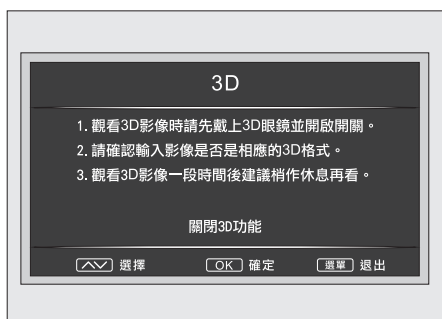 3D
1. 觀看3D影像時請先戴上3D眼鏡並開啟開關。
2. 請確認輸入影像是否是相應的3D格式。
3. 觀看3D影像一段時間後建議梢作休息再看。
關閉3D功能
選擇 OK 確定 選單 退出